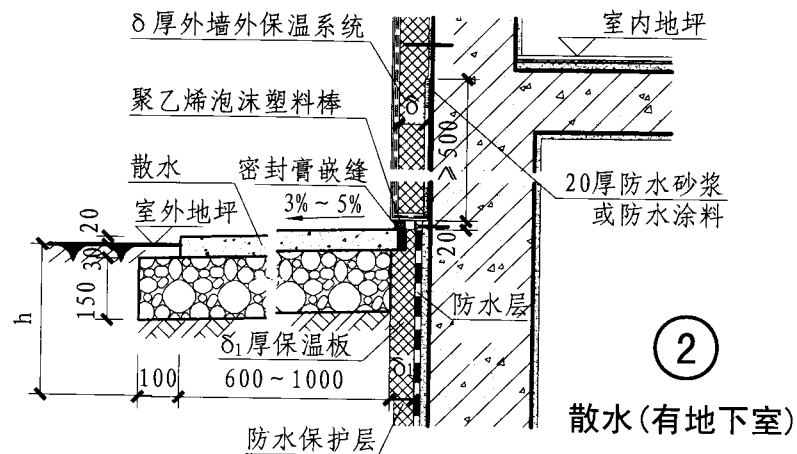 δ厚外墙外保温系统
室内地坪
聚乙烯泡沫塑料棒
δ
≥500
散水
密封膏嵌缝
20厚防水砂浆
或防水涂料
室外地坪
3%~5%
20
20
30
150
h
防水层
δ₁厚保温板
δ₁
100
600~1000
防水保护层
2
散水(有地下室)